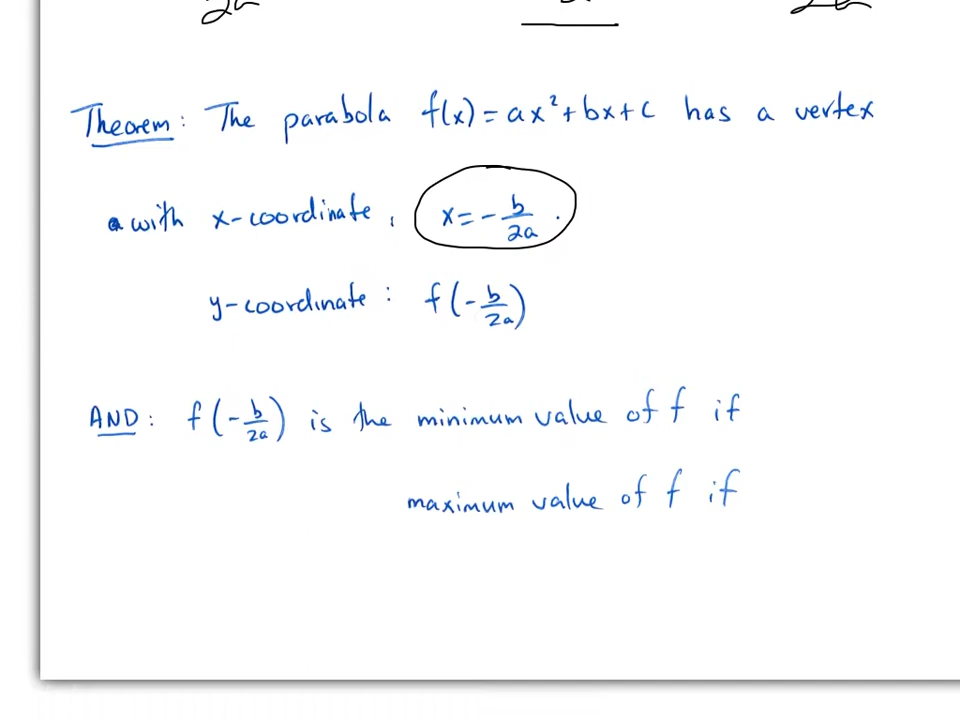 2a
Theorem: The parabola f(x) = ax² + bx + c has a vertex
with x-coordinate, x = - b/2a .
y-coordinate: f(- b/2a)
AND: f(- b/2a) is the minimum value of f if
maximum value of f if